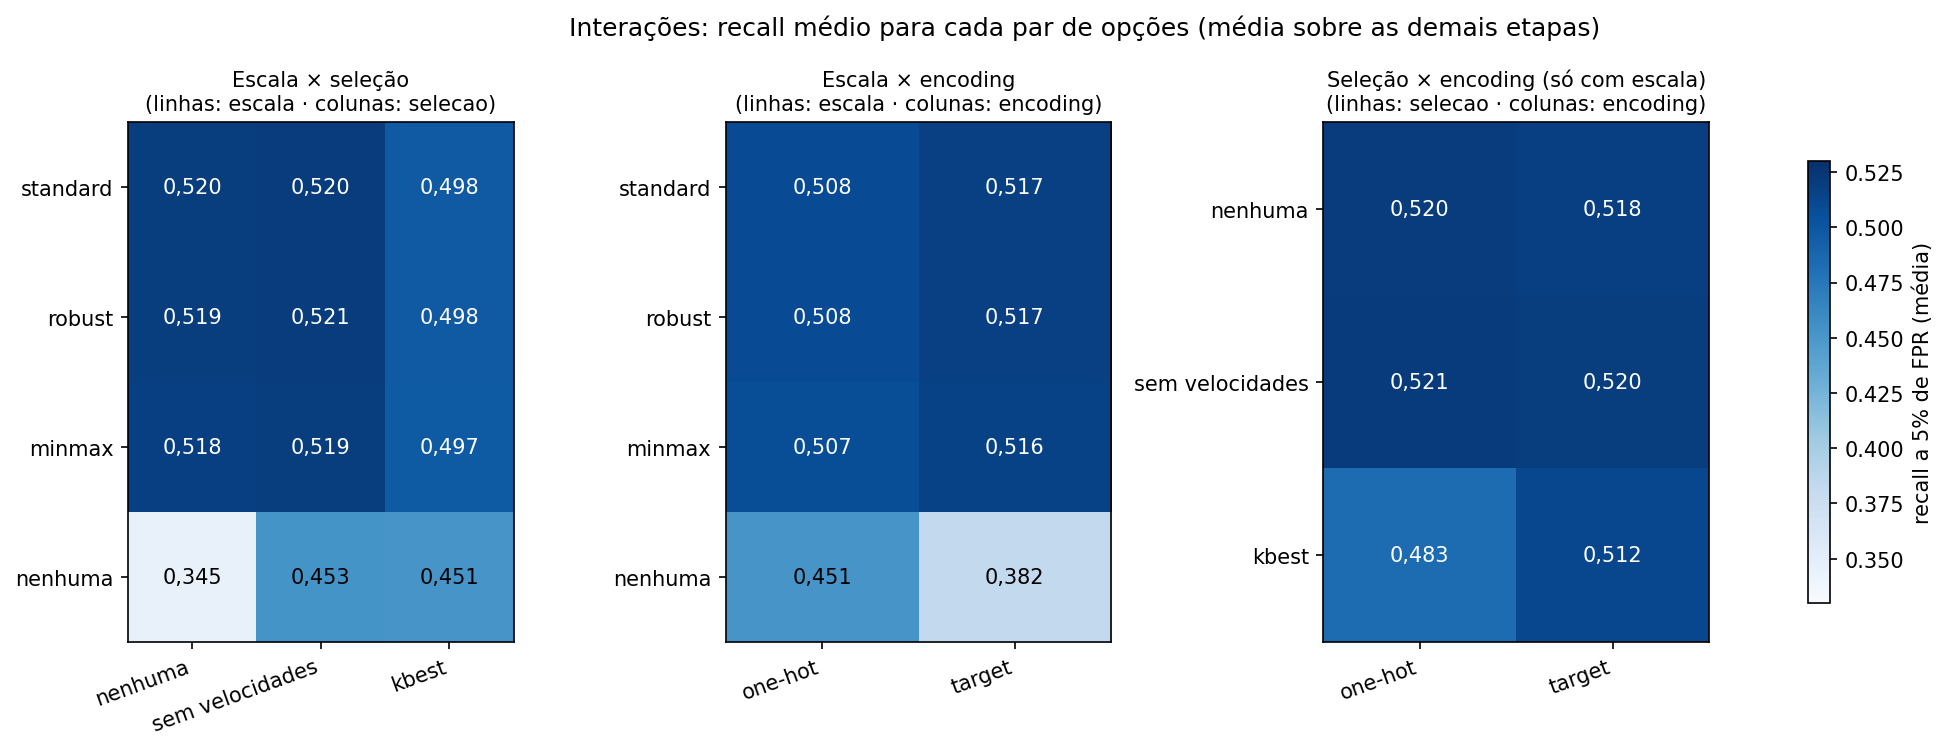 Interações: recall médio para cada par de opções (média sobre as demais etapas)
Escala × seleção
(linhas: escala · colunas: selecao)
standard
0,520 0,520 0,498
robust
0,519 0,521 0,498
minmax
0,518 0,519 0,497
nenhuma
0,345 0,453 0,451
nenhuma
sem velocidades
kbest
Escala × encoding
(linhas: escala · colunas: encoding)
standard
0,508 0,517
robust
0,508 0,517
minmax
0,507 0,516
nenhuma
0,451 0,382
one-hot
target
Seleção × encoding (só com escala)
(linhas: selecao · colunas: encoding)
nenhuma
0,520 0,518
sem velocidades
0,521 0,520
kbest
0,483 0,512
one-hot
target
0.525
0.500
0.475
0.450
0.425
0.400
0.375
0.350
recall a 5% de FPR (média)